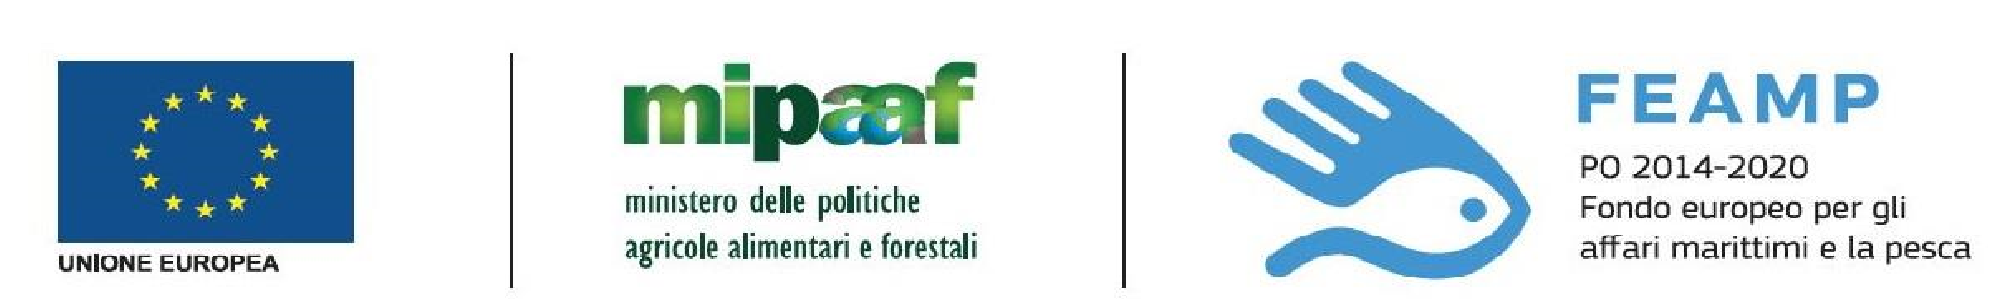 UNIONE EUROPEA
mipaaf
ministero delle politiche
agricole alimentari e forestali
FEAMP
PO 2014-2020
Fondo europeo per gli
affari marittimi e la pesca